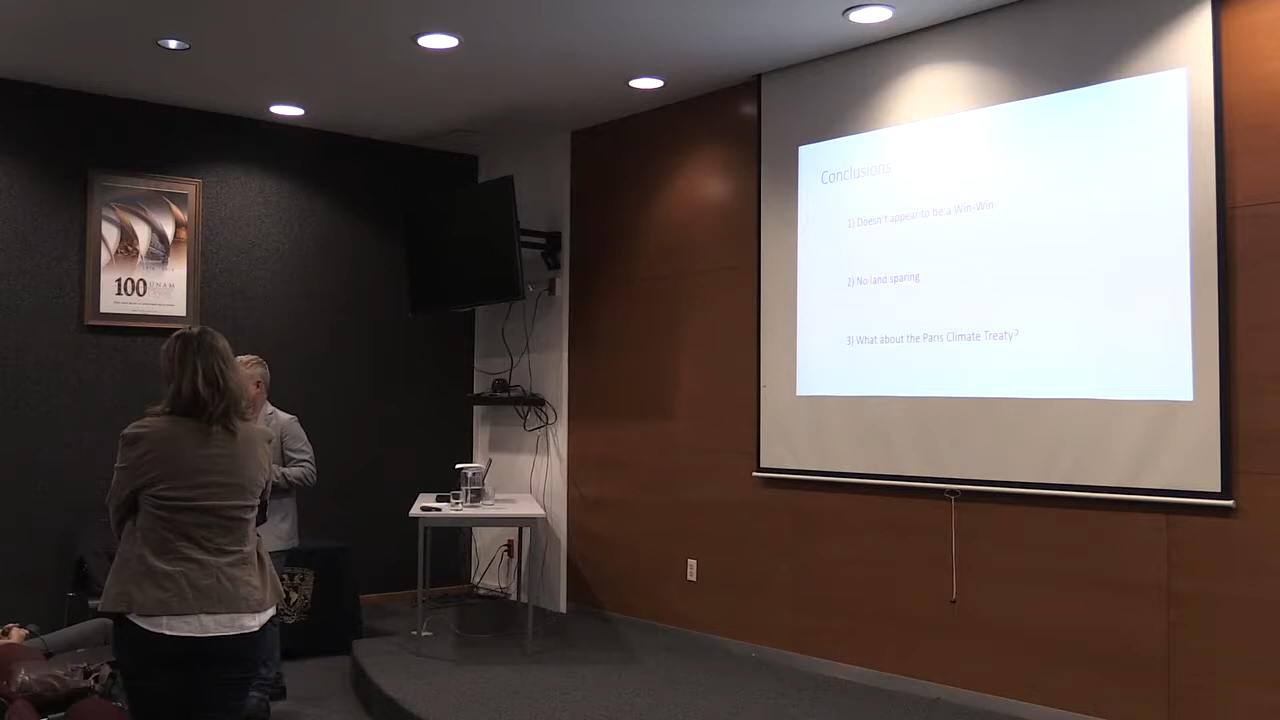 Conclusions
1) Doesn't appear to be a Win-Win
2) No land sparing
3) What about the Paris Climate Treaty?
100 UNAM